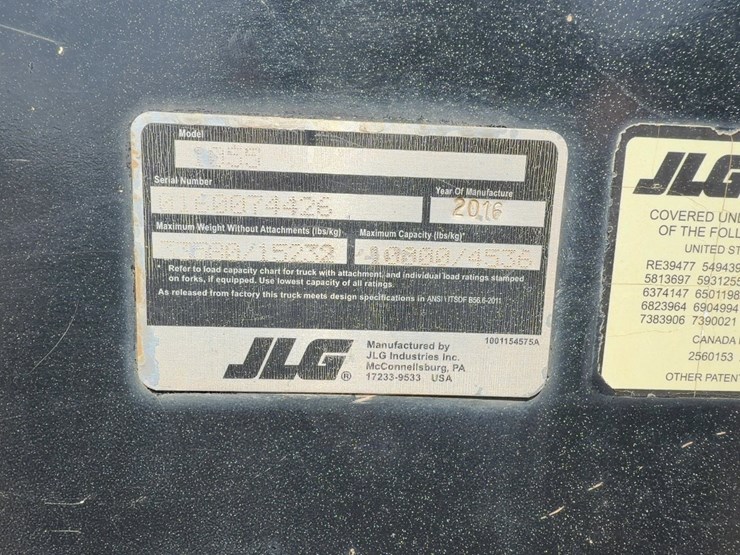 Model
Serial Number
0160074426
Year Of Manufacture
2016
Maximum Weight Without Attachments (lbs/kg)
Maximum Capacity (lbs/kg)*
/15232
10000/4536
* Refer to load capacity chart for truck with attachment, and individual load ratings stamped
on forks, if equipped. Use lowest capacity of all ratings.
As released from factory this truck meets design specifications in ANSI \ ITSDF B56.6-2011
JLG®
Manufactured by
JLG Industries Inc.
McConnellsburg, PA
17233-9533 USA
1001154575A
JLG
COVERED
OF THE
UNITED
RE39477
5813697
6374147
6823964 6904994
7383906 7390021
CANADA
2560153
OTHER